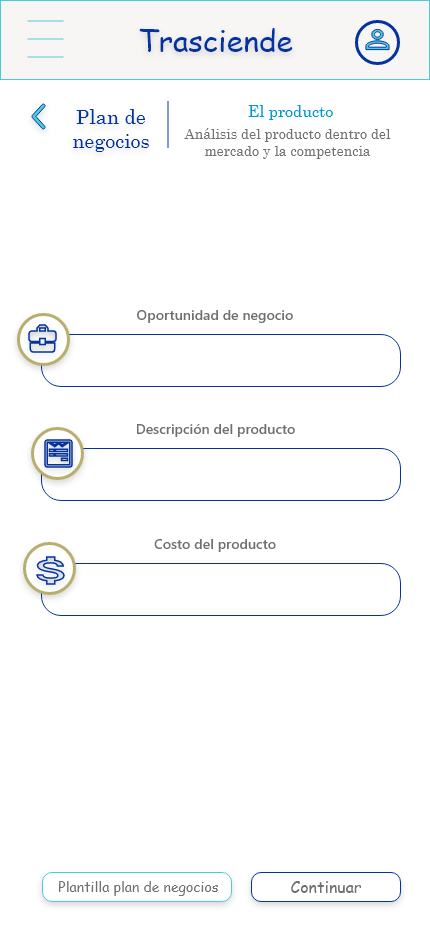 Trasciende
Plan de
negocios
El producto
Análisis del producto dentro del
mercado y la competencia
Oportunidad de negocio
Descripción del producto
Costo del producto
Plantilla plan de negocios
Continuar